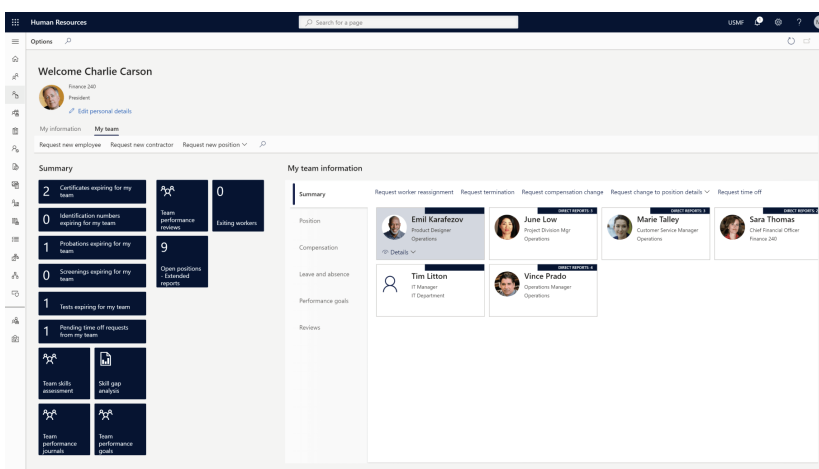 Human Resources
Search for a page
USMF
?
Options
Welcome Charlie Carson
Finance 240
President
Edit personal details
My information
My team
Request new employee
Request new contractor
Request new position
Summary
2
Certificates expiring for my
team
0
Identification numbers
expiring for my team
1
Probations expiring for my
team
0
Screenings expiring for my
team
1
Tests expiring for my team
1
Pending time off requests
from my team
Team skills
assessment
Skill gap
analysis
Team
performance
journals
Team
performance
goals
Team
performance
reviews
0
Exiting workers
9
Open positions
- Extended
reports
My team information
Summary
Position
Compensation
Leave and absence
Performance goals
Reviews
Request worker reassignment
Request termination
Request compensation change
Request change to position details
Request time off
Emil Karafezov
Product Designer
Operations
Details
DIRECT REPORTS: 5
June Low
Project Division Mgr
Operations
DIRECT REPORTS: 3
Marie Talley
Customer Service Manager
Operations
DIRECT REPORTS: 2
Sara Thomas
Chief Financial Officer
Finance 240
Tim Litton
IT Manager
IT Department
DIRECT REPORTS: 4
Vince Prado
Operations Manager
Operations